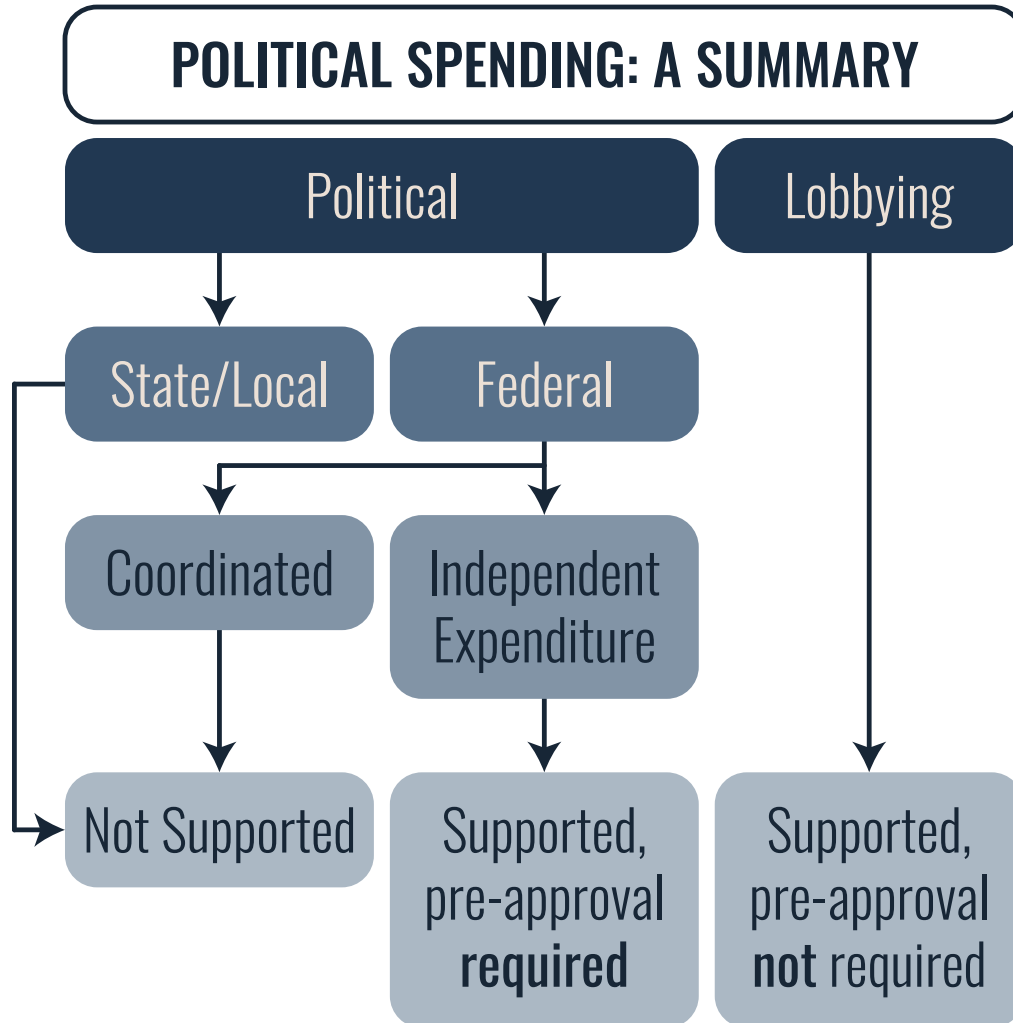 POLITICAL SPENDING: A SUMMARY
Political
Lobbying
State/Local
Federal
Coordinated
Independent
Expenditure
Not Supported
Supported,
pre-approval
required
Supported,
pre-approval
not required